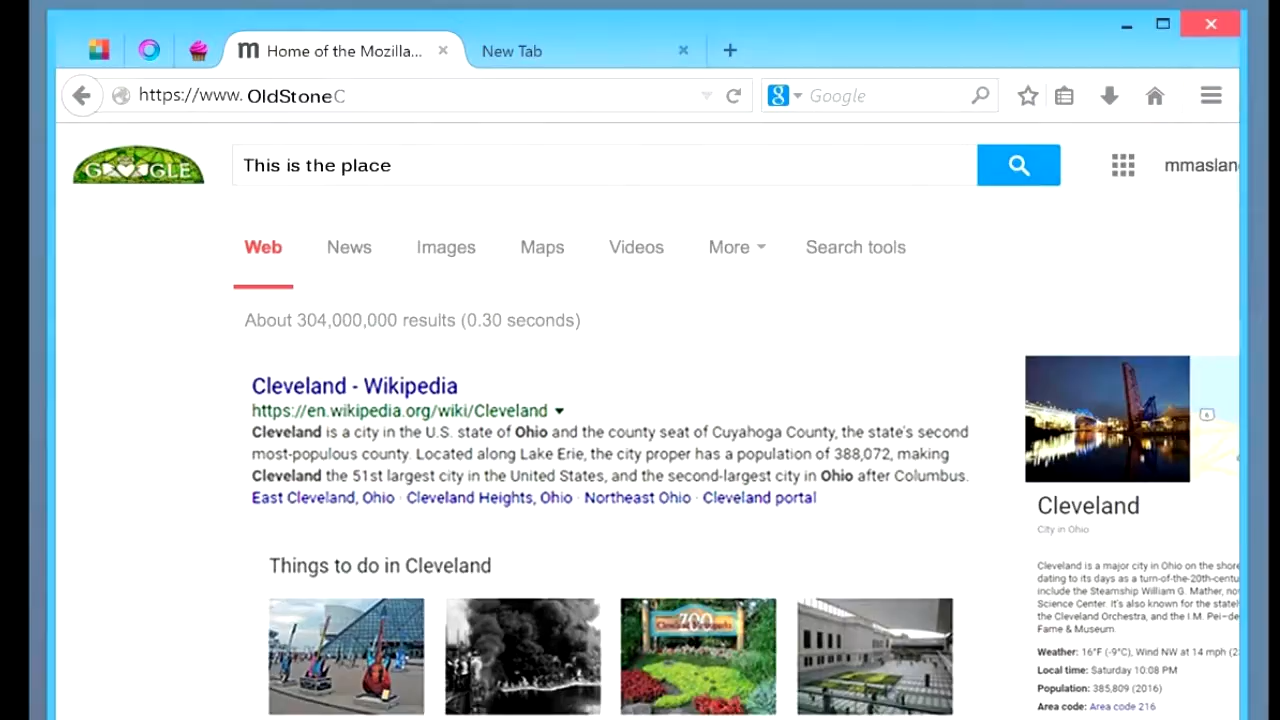 Home of the Mozilla...
New Tab
https://www. OldStoneC
Google
GOOGLE
This is the place
mmaslan
Web News Images Maps Videos More Search tools
About 304,000,000 results (0.30 seconds)
Cleveland - Wikipedia
https://en.wikipedia.org/wiki/Cleveland
Cleveland is a city in the U.S. state of Ohio and the county seat of Cuyahoga County, the state's second
most-populous county. Located along Lake Erie, the city proper has a population of 388,072, making
Cleveland the 51st largest city in the United States, and the second-largest city in Ohio after Columbus.
East Cleveland, Ohio · Cleveland Heights, Ohio · Northeast Ohio · Cleveland portal
Things to do in Cleveland
ZOO
Cleveland
City in Ohio
Cleveland is a major city in Ohio on the shore
dating to its days as a turn-of-the-20th-centu
include the Steamship William G. Mather, no
Science Center. It's also known for the statel
the Cleveland Orchestra, and the I.M. Pei-de
Fame & Museum
Weather: 16°F (-9°C), Wind NW at 14 mph (2
Local time: Saturday 10:08 PM
Population: 385,809 (2016)
Area code: Area code 216